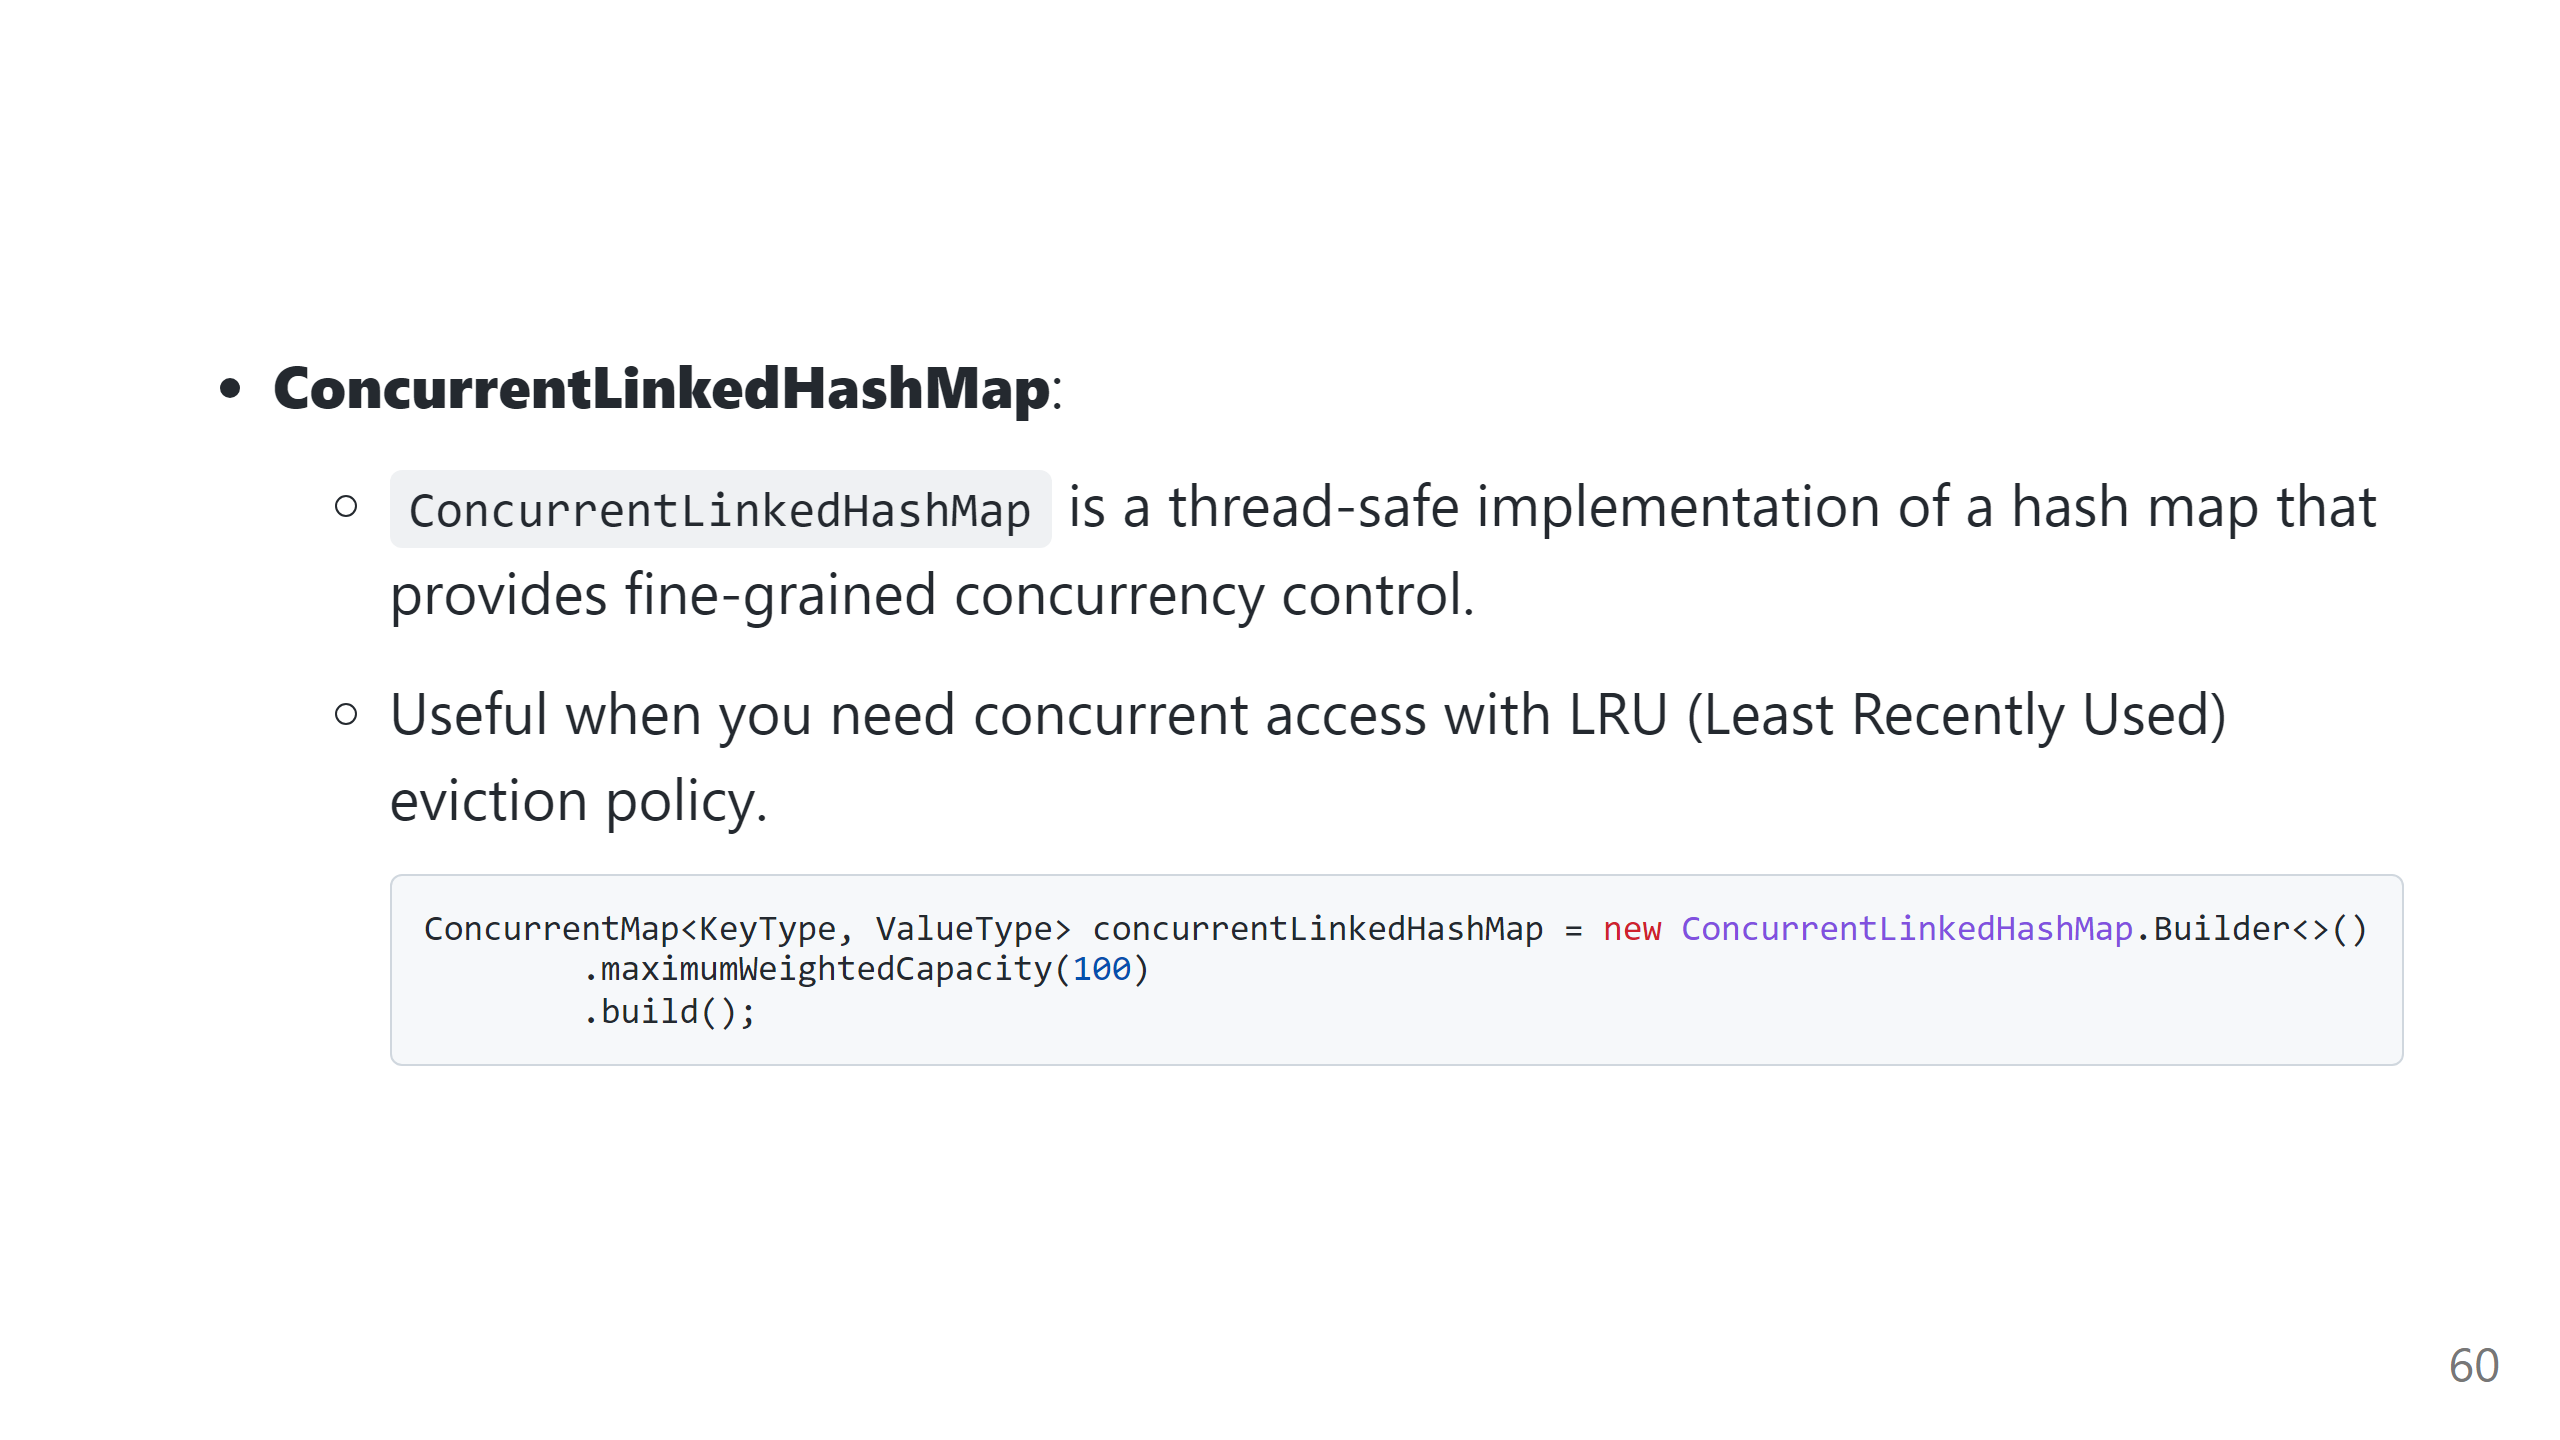 • ConcurrentLinkedHashMap:
○ ConcurrentLinkedHashMap is a thread-safe implementation of a hash map that
provides fine-grained concurrency control.
○ Useful when you need concurrent access with LRU (Least Recently Used)
eviction policy.
ConcurrentMap<KeyType, ValueType> concurrentLinkedHashMap = new ConcurrentLinkedHashMap.Builder<>()
        .maximumWeightedCapacity(100)
        .build();
60